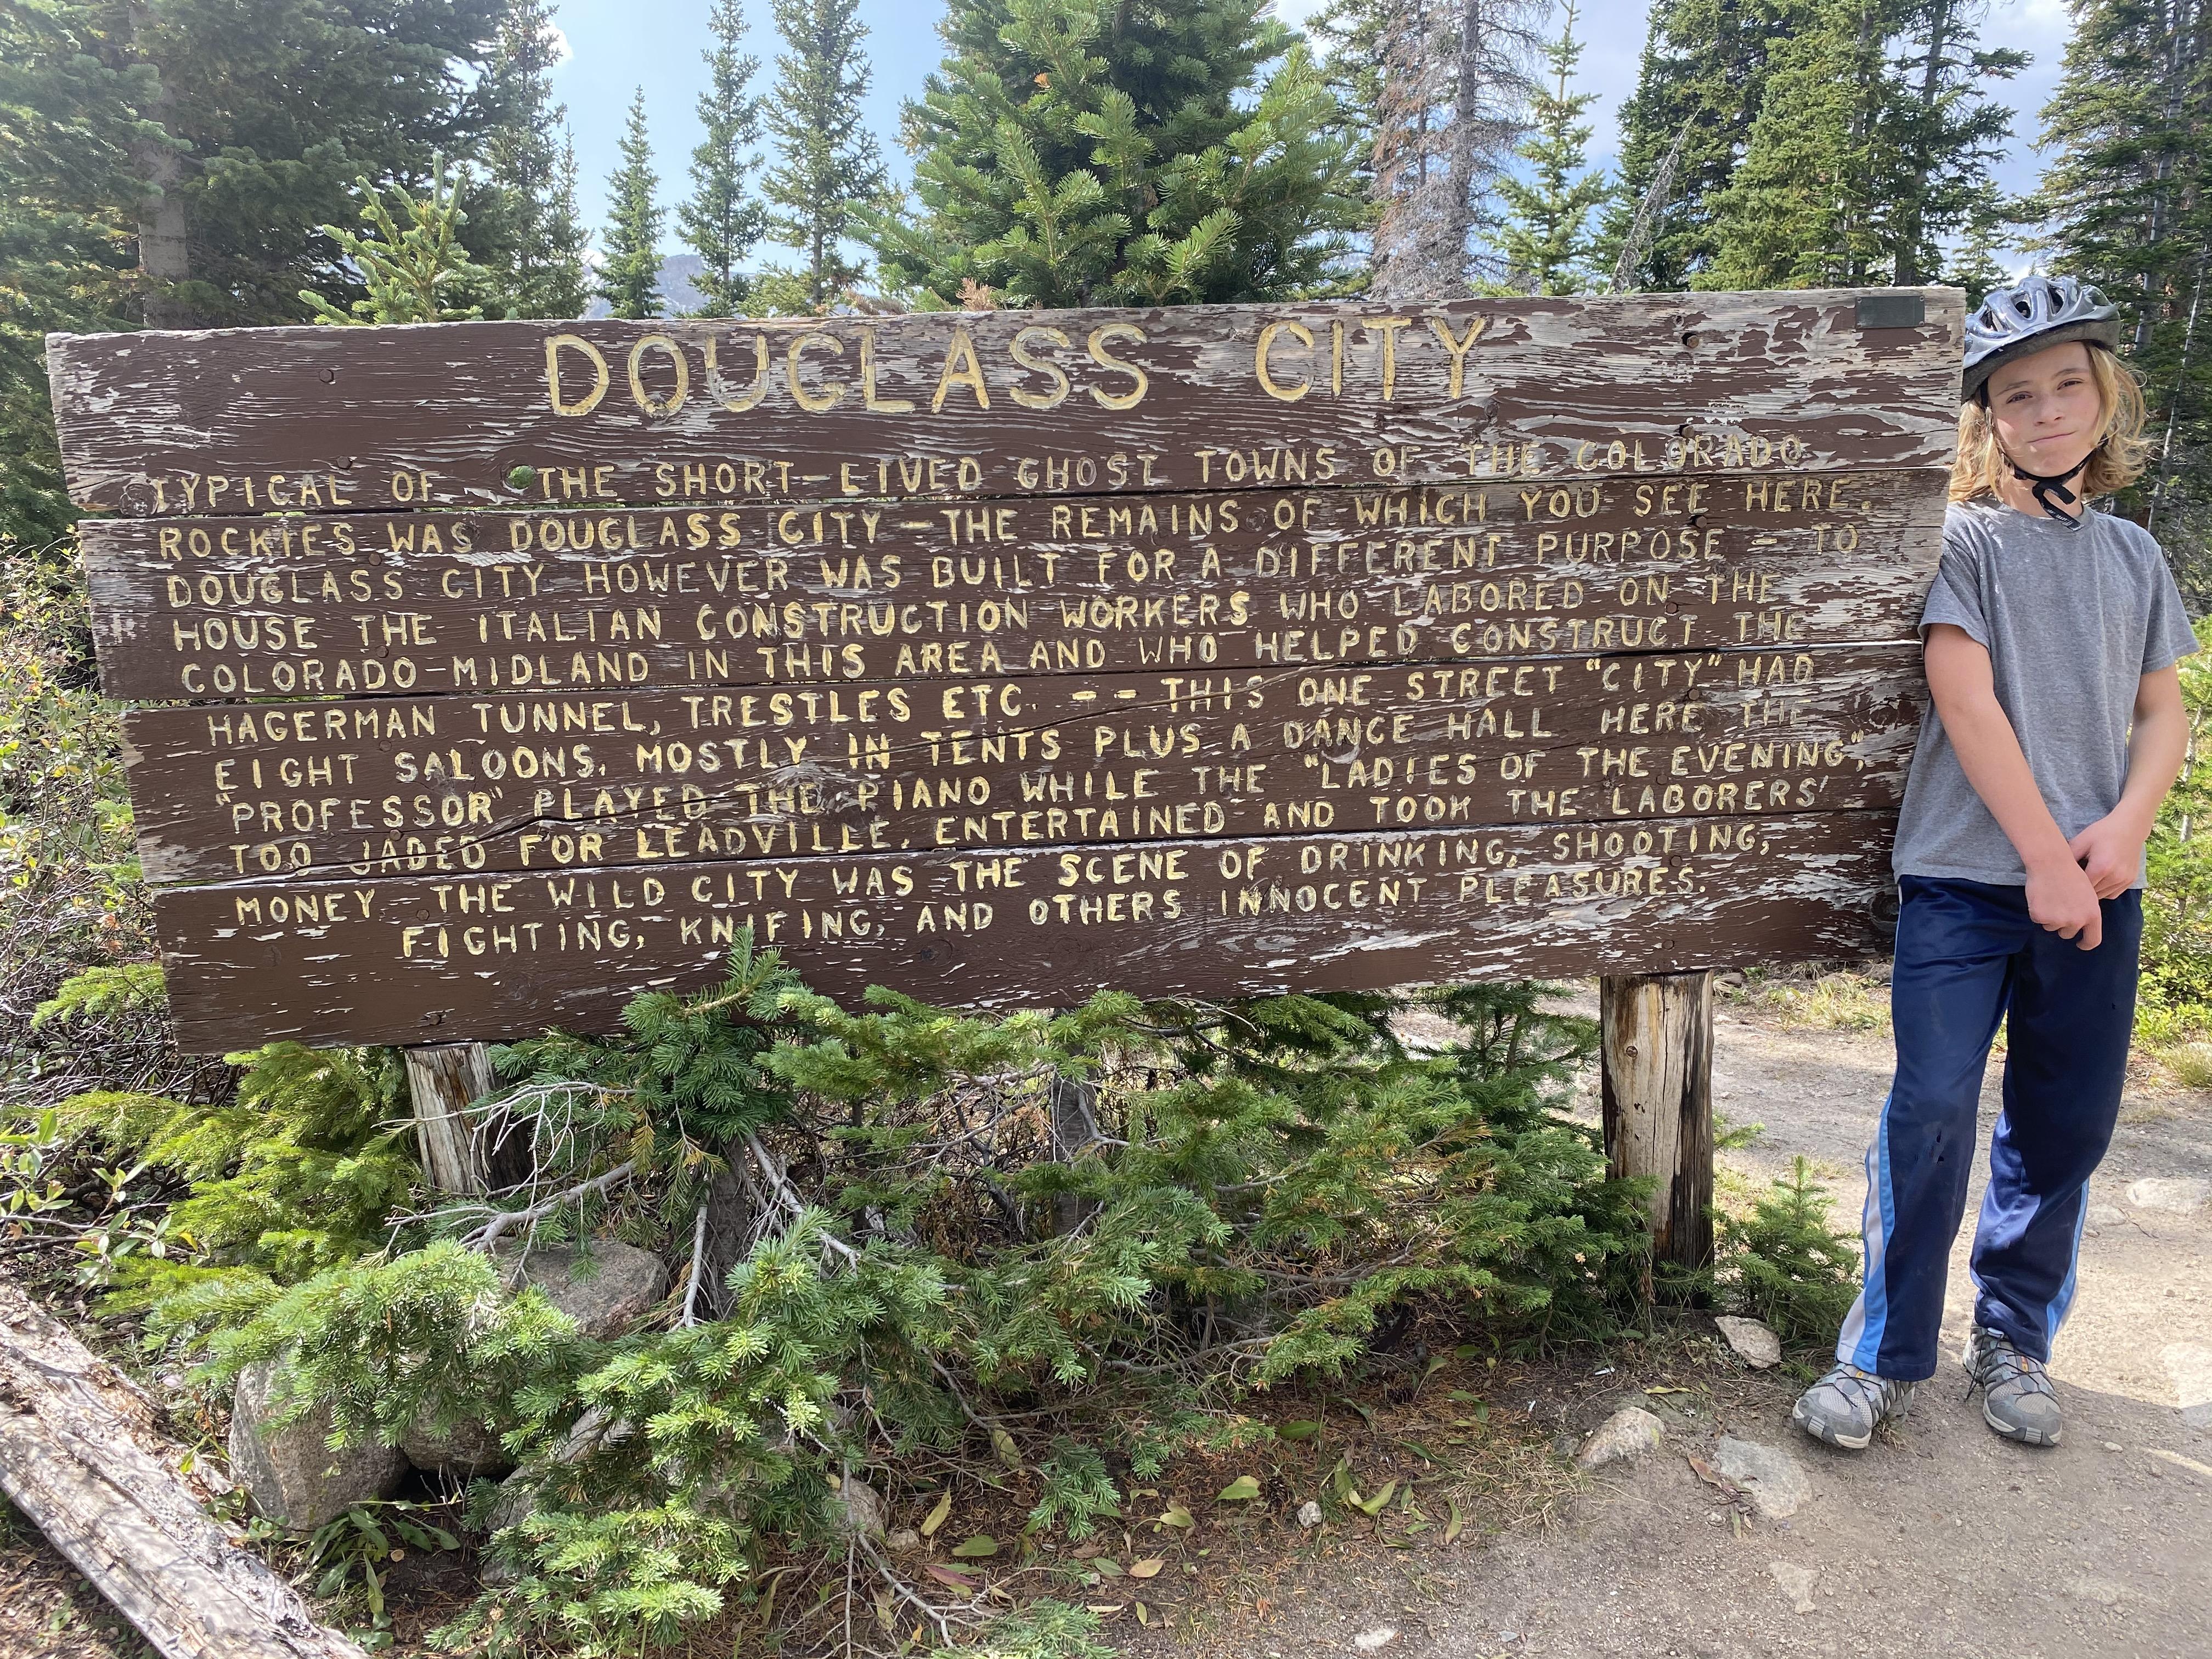 DOUGLASS CITY
TYPICAL OF THE SHORT-LIVED GHOST TOWNS OF THE COLORADO
ROCKIES WAS DOUGLASS CITY - THE REMAINS OF WHICH YOU SEE HERE.
DOUGLASS CITY HOWEVER WAS BUILT FOR A DIFFERENT PURPOSE - TO
HOUSE THE ITALIAN CONSTRUCTION WORKERS WHO LABORED ON THE
COLORADO-MIDLAND IN THIS AREA AND WHO HELPED CONSTRUCT THE
HAGERMAN TUNNEL, TRESTLES ETC. -- THIS ONE STREET "CITY" HAD
EIGHT SALOONS, MOSTLY IN TENTS PLUS A DANCE HALL HERE THE
"PROFESSOR" PLAYED THE PIANO WHILE THE "LADIES OF THE EVENING",
TOO JADED FOR LEADVILLE, ENTERTAINED AND TOOK THE LABORERS'
MONEY THE WILD CITY WAS THE SCENE OF DRINKING, SHOOTING,
FIGHTING, KNIFING, AND OTHERS INNOCENT PLEASURES.